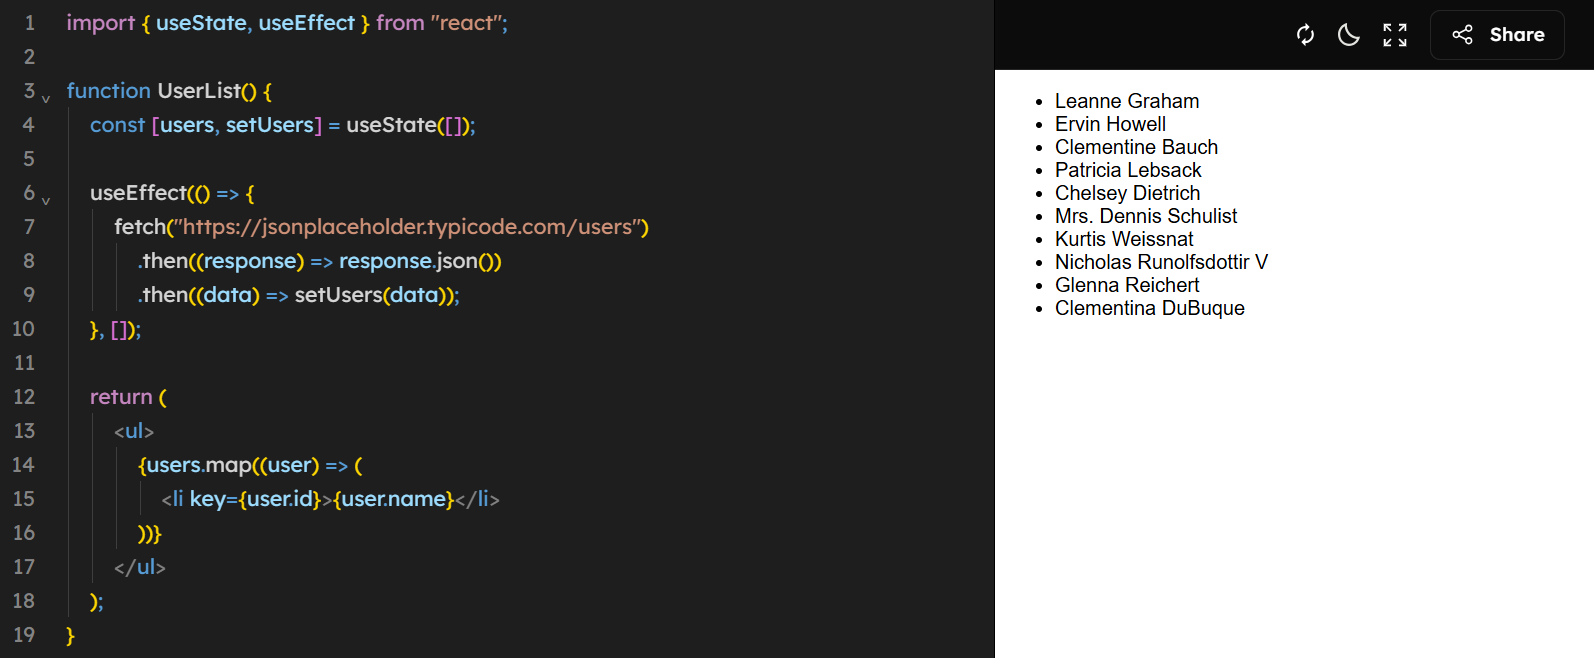 1 import { useState, useEffect } from "react";
2
3 function UserList() {
4 const [users, setUsers] = useState([]);
5
6 useEffect(() => {
7 fetch("https://jsonplaceholder.typicode.com/users")
8 .then((response) => response.json())
9 .then((data) => setUsers(data));
10 }, []);
11
12 return (
13 <ul>
14 {users.map((user) => (
15 <li key={user.id}>{user.name}</li>
16 ))}
17 </ul>
18 );
19 }
Share
• Leanne Graham
• Ervin Howell
• Clementine Bauch
• Patricia Lebsack
• Chelsey Dietrich
• Mrs. Dennis Schulist
• Kurtis Weissnat
• Nicholas Runolfsdottir V
• Glenna Reichert
• Clementina DuBuque